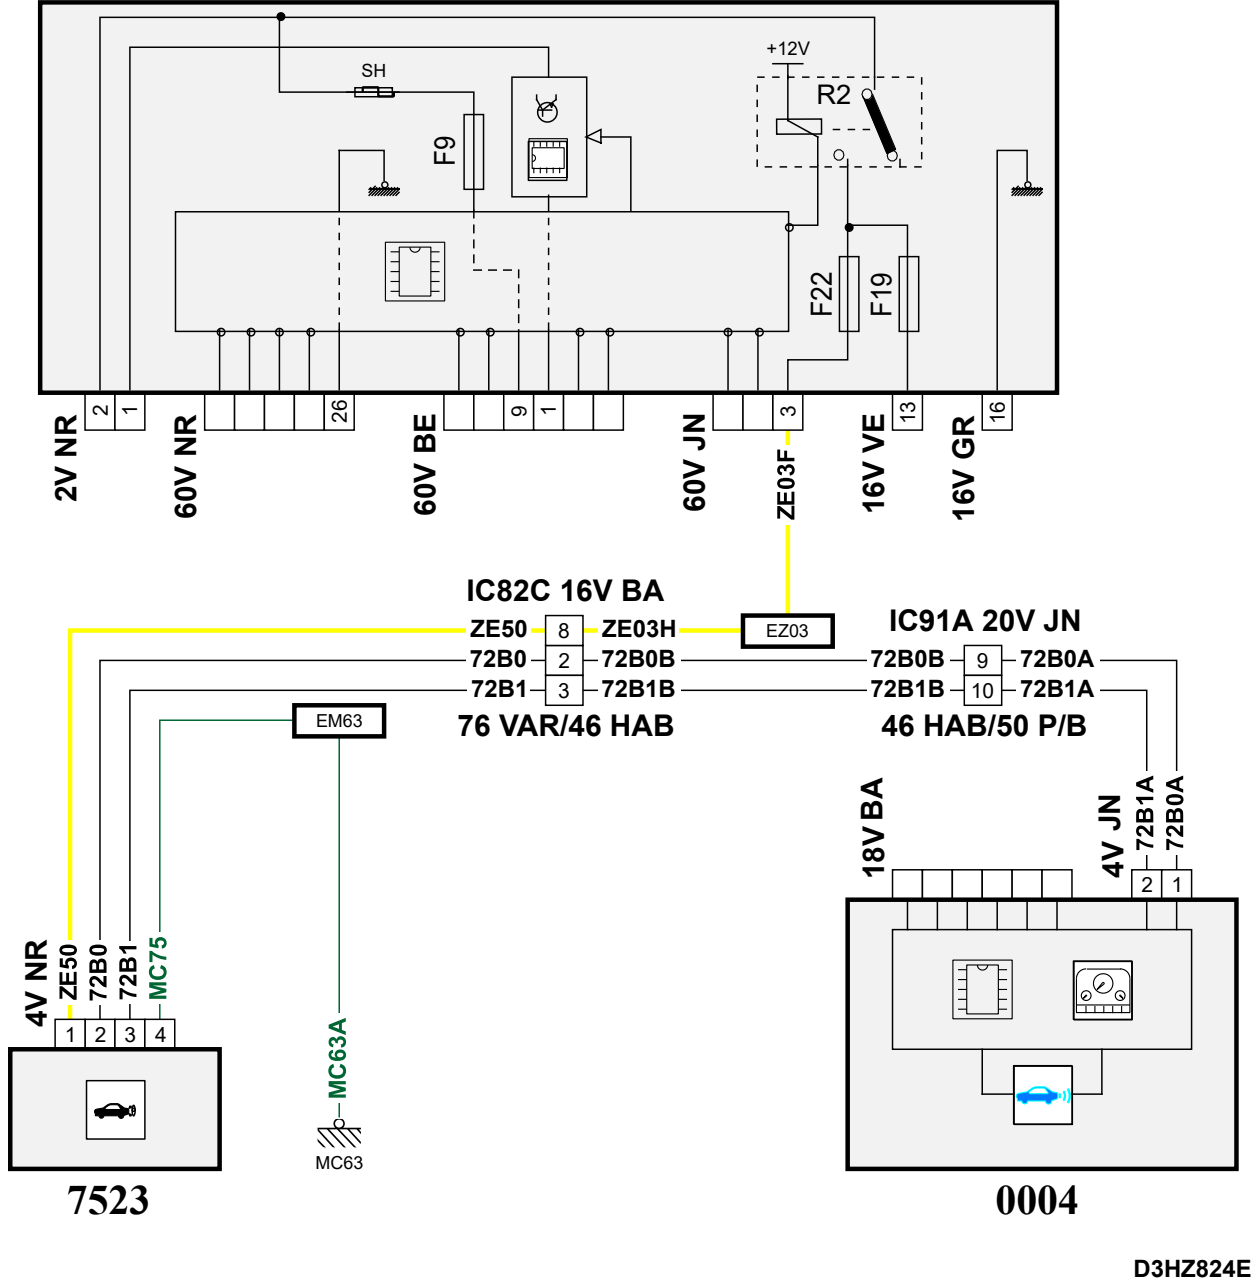 +12V
SH
R2
F9
F22
F19
2
1
26
9
1
3
13
16
2V NR
60V NR
60V BE
60V JN
16V VE
16V GR
ZE03F
IC82C 16V BA
ZE50
8
ZE03H
EZ03
IC91A 20V JN
72B0
2
72B0B
72B0B
9
72B0A
72B1
3
72B1B
72B1B
10
72B1A
76 VAR/46 HAB
46 HAB/50 P/B
EM63
18V BA
4V JN
72B1A
72B0A
2
1
4V NR
ZE50
72B0
72B1
MC75
1
2
3
4
MC63A
MC63
7523
0004
D3HZ824E